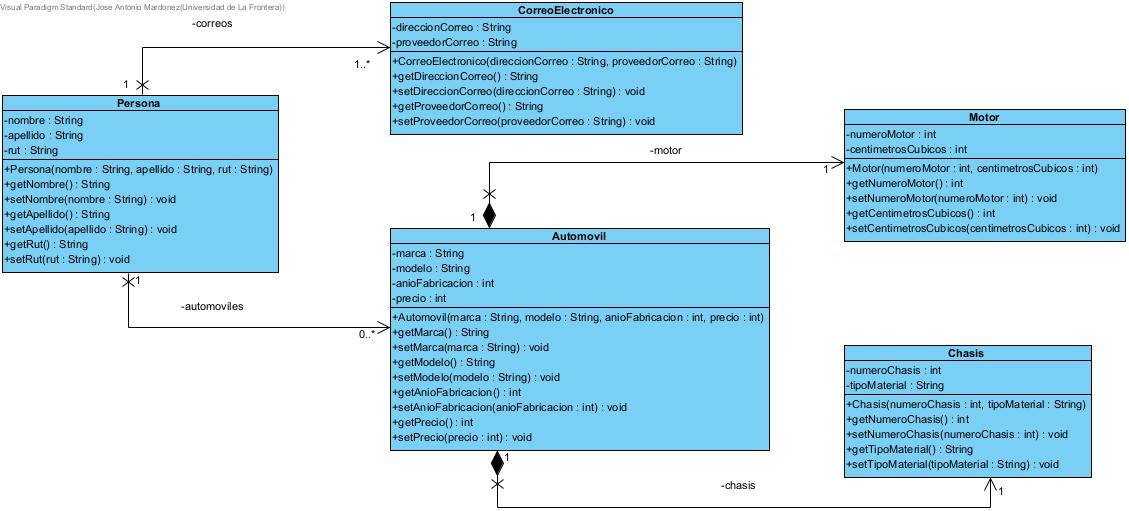 Visual Paradigm Standard(Jose Antonio Mardonez(Universidad de La Frontera))
-correos
1
1..*
CorreoElectronico
-direccionCorreo : String
-proveedorCorreo : String
+CorreoElectronico(direccionCorreo : String, proveedorCorreo : String)
+getDireccionCorreo() : String
+setDireccionCorreo(direccionCorreo : String) : void
+getProveedorCorreo() : String
+setProveedorCorreo(proveedorCorreo : String) : void
Persona
-nombre : String
-apellido : String
-rut : String
+Persona(nombre : String, apellido : String, rut : String)
+getNombre() : String
+setNombre(nombre : String) : void
+getApellido() : String
+setApellido(apellido : String) : void
+getRut() : String
+setRut(rut : String) : void
1
-automoviles
0..*
-motor
1
1
Motor
-numeroMotor : int
-centimetrosCubicos : int
+Motor(numeroMotor : int, centimetrosCubicos : int)
+getNumeroMotor() : int
+setNumeroMotor(numeroMotor : int) : void
+getCentimetrosCubicos() : int
+setCentimetrosCubicos(centimetrosCubicos : int) : void
Automovil
-marca : String
-modelo : String
-anioFabricacion : int
-precio : int
+Automovil(marca : String, modelo : String, anioFabricacion : int, precio : int)
+getMarca() : String
+setMarca(marca : String) : void
+getModelo() : String
+setModelo(modelo : String) : void
+getAnioFabricacion() : int
+setAnioFabricacion(anioFabricacion : int) : void
+getPrecio() : int
+setPrecio(precio : int) : void
Chasis
-numeroChasis : int
-tipoMaterial : String
+Chasis(numeroChasis : int, tipoMaterial : String)
+getNumeroChasis() : int
+setNumeroChasis(numeroChasis : int) : void
+getTipoMaterial() : String
+setTipoMaterial(tipoMaterial : String) : void
1
-chasis
1